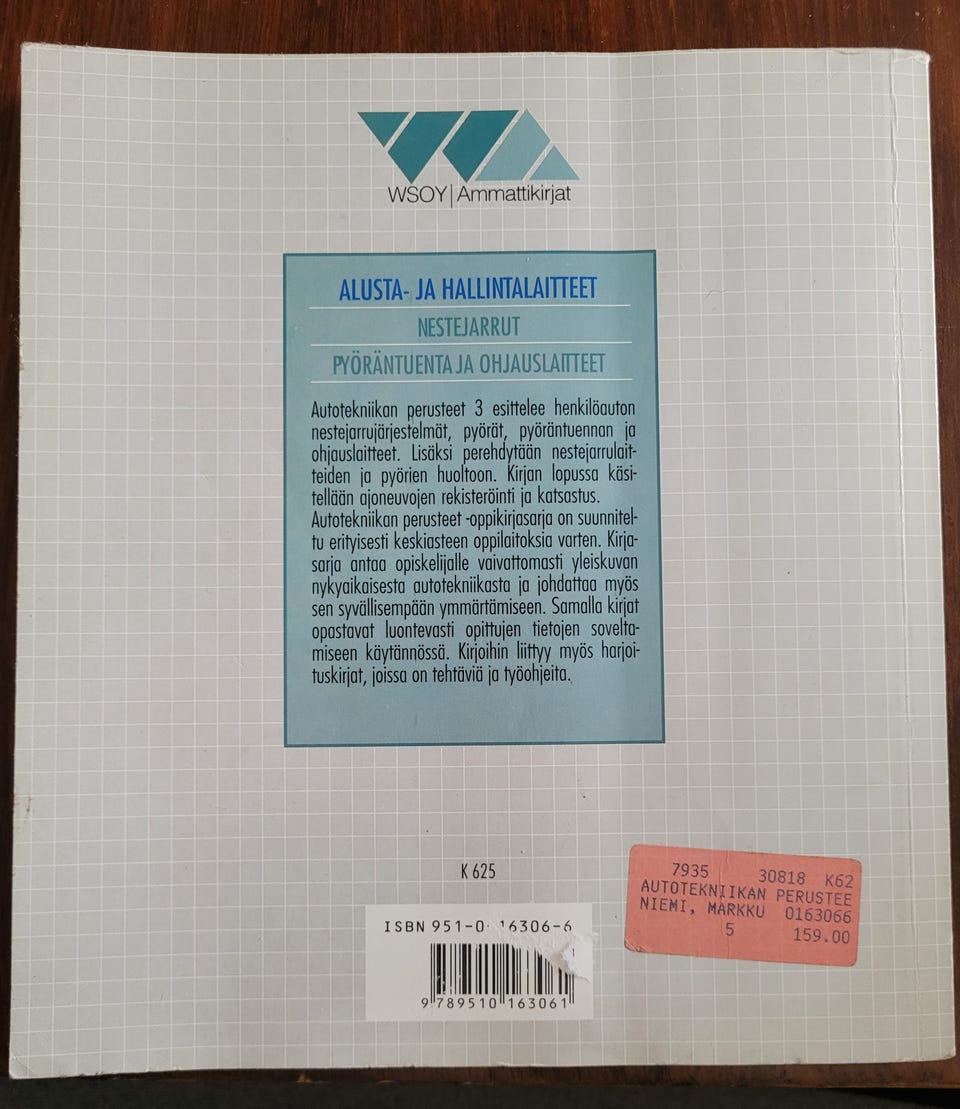 WSOY|Ammattikirjat
ALUSTA- JA HALLINTALAITTEET
NESTEJARRUT
PYÖRÄNTUENTA JA OHJAUSLAITTEET
Autotekniikan perusteet 3 esittelee henkilöauton
nestejarrujärjestelmät, pyörät, pyöräntuennan ja
ohjauslaitteet. Lisäksi perehdytään nestejarrulait-
teiden ja pyörien huoltoon. Kirjan lopussa käsi-
tellään ajoneuvojen rekisteröinti ja katsastus.
Autotekniikan perusteet -oppikirjasarja on suunnitel-
tu erityisesti keskiasteen oppilaitoksia varten. Kirja-
sarja antaa opiskelijalle vaivattomasti yleiskuvan
nykyaikaisesta autotekniikasta ja johdattaa myös
sen syvällisempään ymmärtämiseen. Samalla kirjat
opastavat luontevasti opittujen tietojen sovelta-
miseen käytännössä. Kirjoihin liittyy myös harjoi-
tuskirjat, joissa on tehtäviä ja työohjeita.
K 625
ISBN 951-0-16306-6
9 789510 163061
7935 30818 K62
AUTOTEKNIIKAN PERUSTEE
NIEMI, MARKKU 0163066
5 159.00